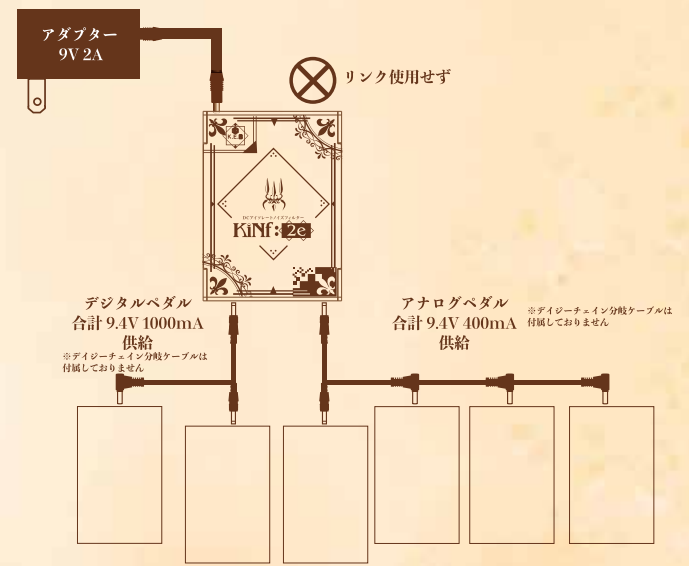 アダプター
9V 2A
リンク使用せず
K.E.S
DCアイソレートノイズフィルター
KiNf:2e
デジタルペダル
合計 9.4V 1000mA
供給
※デイジーチェイン分岐ケーブルは
付属しておりません
アナログペダル
合計 9.4V 400mA
供給
※デイジーチェイン分岐ケーブルは
付属しておりません